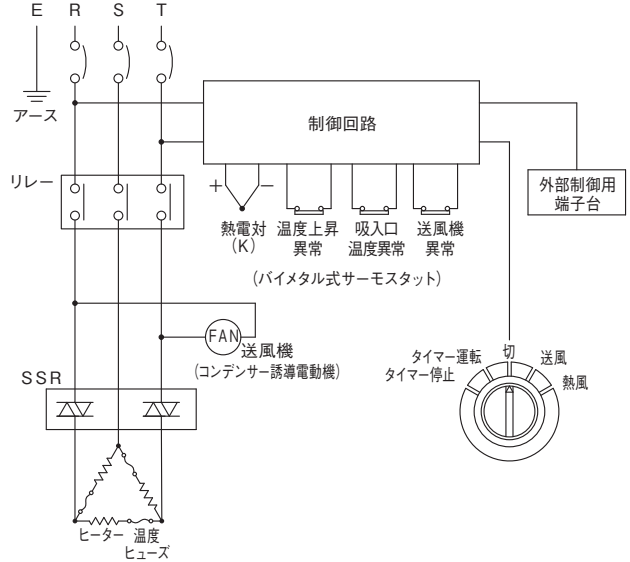 E R S T
アース
制御回路
リレー
+ −
熱電対
(K)
温度上昇
異常
吸入口
温度異常
送風機
異常
(バイメタル式サーモスタット)
外部制御用
端子台
FAN
送風機
(コンデンサー誘導電動機)
SSR
タイマー運転
タイマー停止
切
送風
熱風
ヒーター
温度
ヒューズ